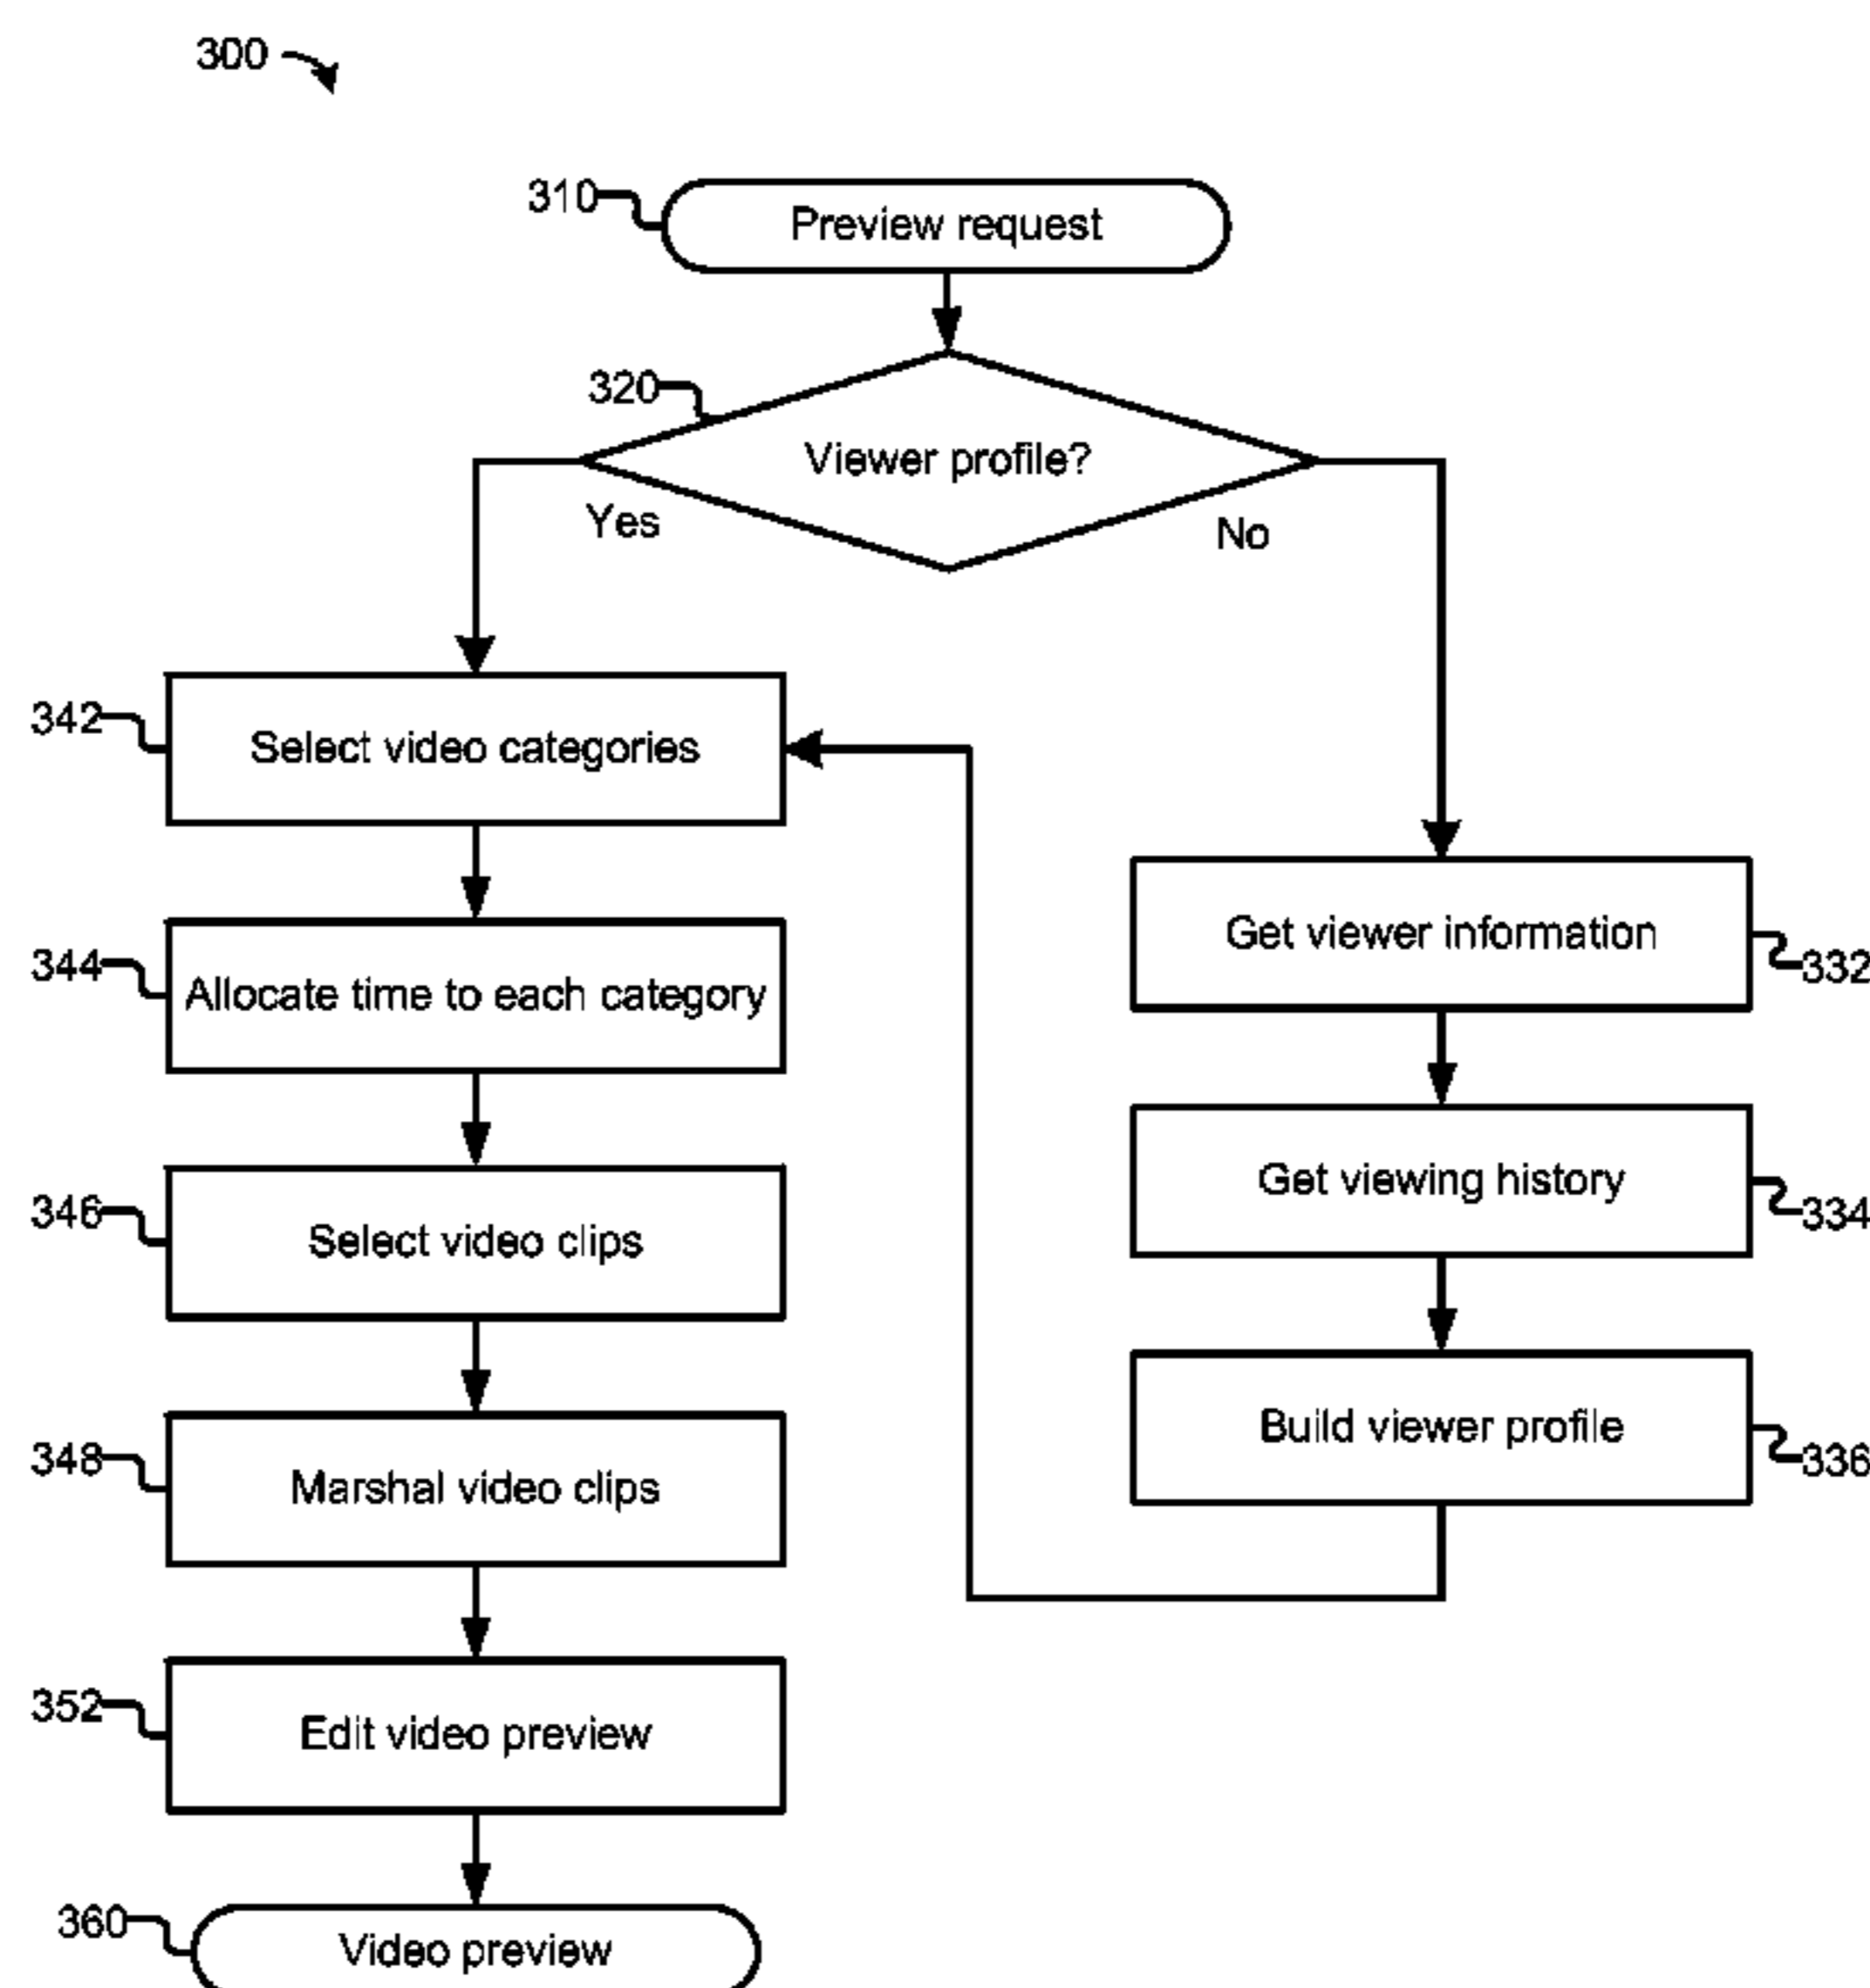 300
310
Preview request
320
Viewer profile?
Yes
No
342
Select video categories
344
Allocate time to each category
346
Select video clips
348
Marshal video clips
352
Edit video preview
360
Video preview
Get viewer information
332
Get viewing history
334
Build viewer profile
336